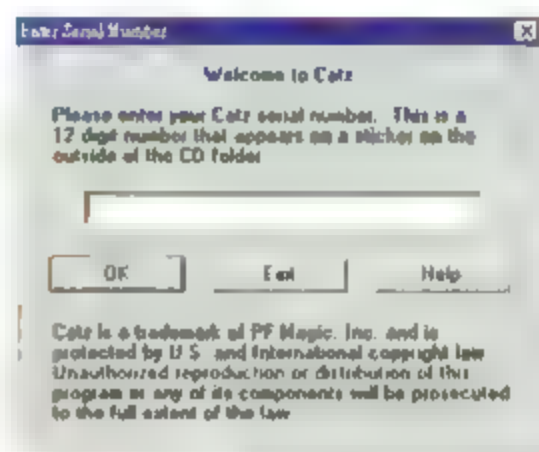 Enter Serial Number
Welcome to Catz
Please enter your Catz serial number. This is a
12 digit number that appears on a sticker on the
outside of the CD folder
OK
Exit
Help
Catz is a trademark of PF Magic, Inc. and is
protected by U.S. and International copyright law
Unauthorized reproduction or distribution of this
program or any of its components will be prosecuted
to the full extent of the law